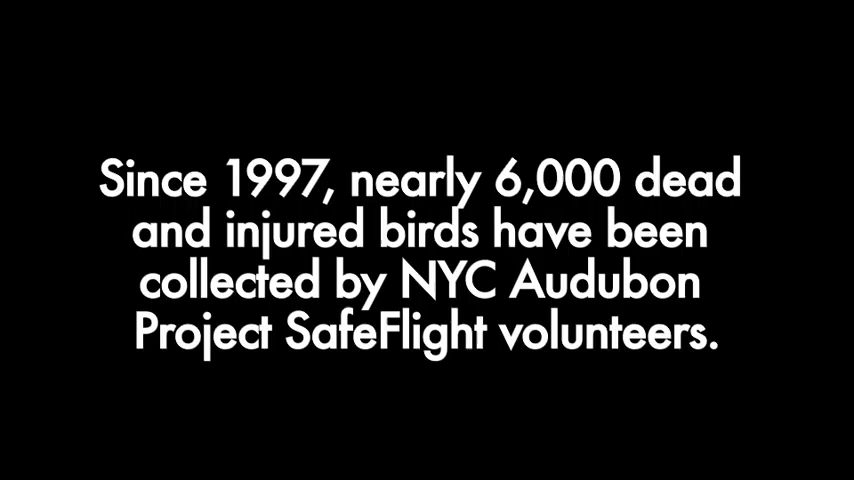 Since 1997, nearly 6,000 dead
and injured birds have been
collected by NYC Audubon
Project SafeFlight volunteers.